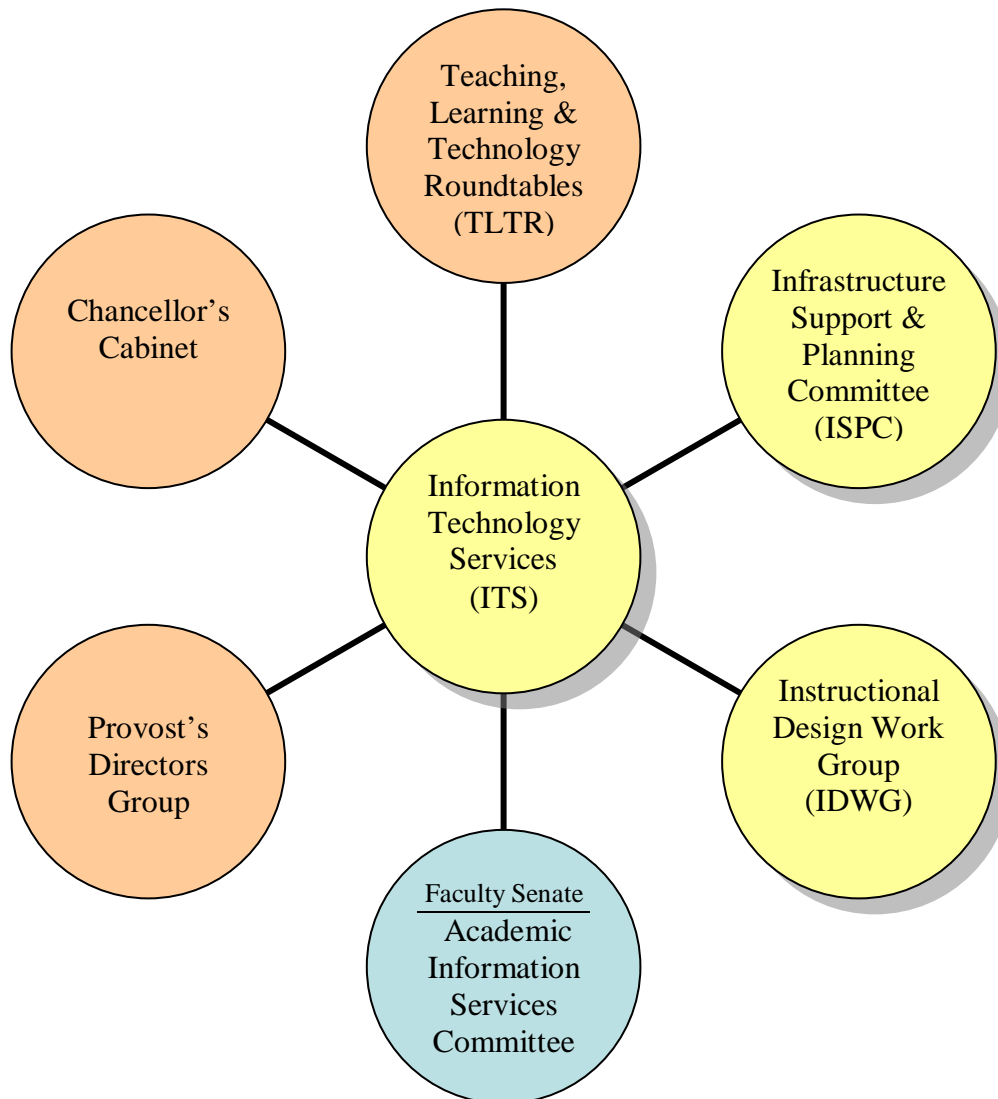 Teaching,
Learning &
Technology
Roundtables
(TLTR)
Chancellor’s
Cabinet
Infrastructure
Support &
Planning
Committee
(ISPC)
Information
Technology
Services
(ITS)
Provost’s
Directors
Group
Instructional
Design Work
Group
(IDWG)
Faculty Senate
Academic
Information
Services
Committee